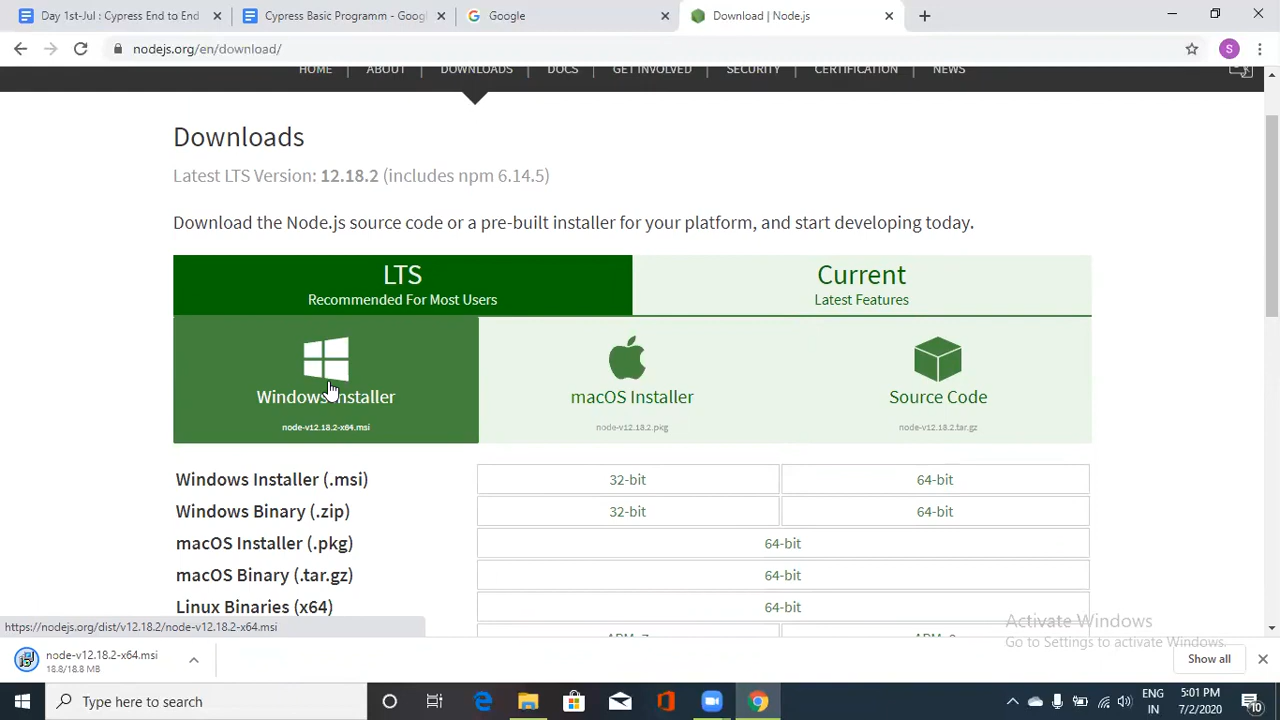 Day 1st-Jul : Cypress End to End
Cypress Basic Programm - Goog
Google
Download | Node.js
nodejs.org/en/download/
S
HOME
ABOUT
DOWNLOADS
DOCS
GET INVOLVED
SECURITY
CERTIFICATION
NEWS
Downloads
Latest LTS Version: 12.18.2 (includes npm 6.14.5)
Download the Node.js source code or a pre-built installer for your platform, and start developing today.
LTS
Recommended For Most Users
Current
Latest Features
Windows Installer
node-v12.18.2-x64.msi
macOS Installer
node-v12.18.2.pkg
Source Code
node-v12.18.2.tar.gz
Windows Installer (.msi)
32-bit
64-bit
Windows Binary (.zip)
32-bit
64-bit
macOS Installer (.pkg)
64-bit
macOS Binary (.tar.gz)
64-bit
Linux Binaries (x64)
64-bit
Activate Windows
Go to Settings to activate Windows.
https://nodejs.org/dist/v12.18.2/node-v12.18.2-x64.msi
node-v12.18.2-x64.msi
18.8/18.8 MB
Show all
Type here to search
ENG
IN
5:01 PM
7/2/2020
10